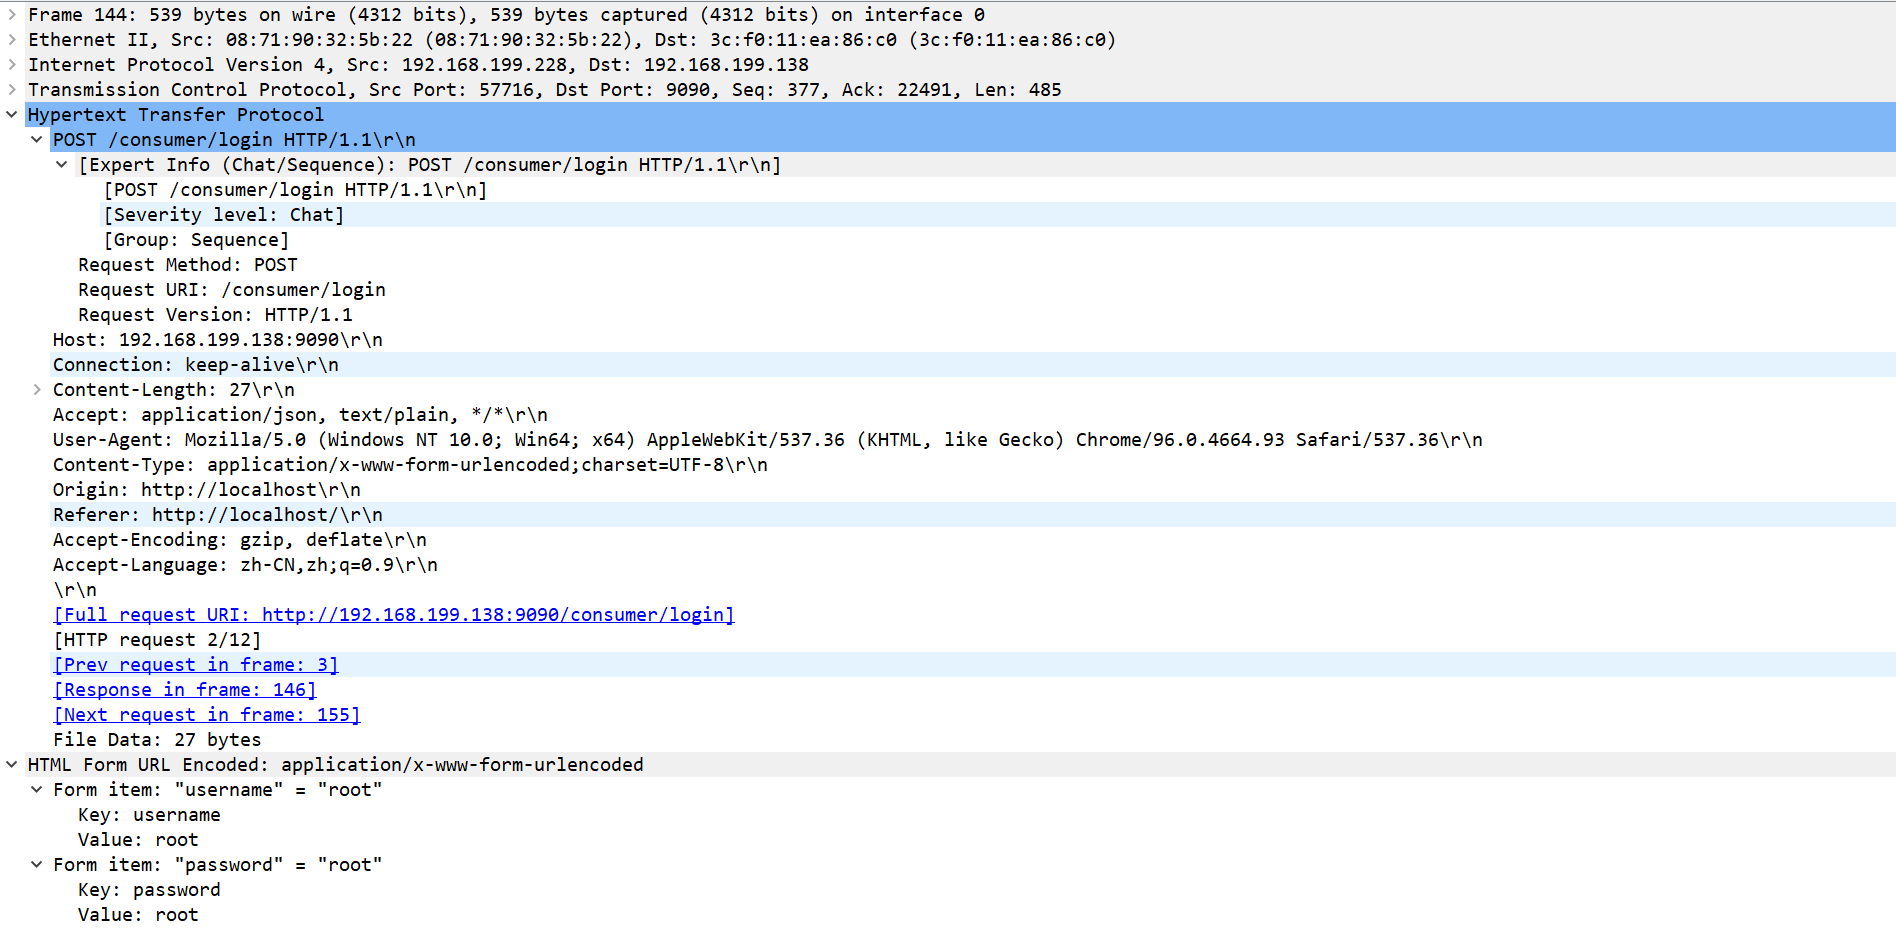 Frame 144: 539 bytes on wire (4312 bits), 539 bytes captured (4312 bits) on interface 0
Ethernet II, Src: 08:71:90:32:5b:22 (08:71:90:32:5b:22), Dst: 3c:f0:11:ea:86:c0 (3c:f0:11:ea:86:c0)
Internet Protocol Version 4, Src: 192.168.199.228, Dst: 192.168.199.138
Transmission Control Protocol, Src Port: 57716, Dst Port: 9090, Seq: 377, Ack: 22491, Len: 485
Hypertext Transfer Protocol
POST /consumer/login HTTP/1.1\r\n
[Expert Info (Chat/Sequence): POST /consumer/login HTTP/1.1\r\n]
[POST /consumer/login HTTP/1.1\r\n]
[Severity level: Chat]
[Group: Sequence]
Request Method: POST
Request URI: /consumer/login
Request Version: HTTP/1.1
Host: 192.168.199.138:9090\r\n
Connection: keep-alive\r\n
Content-Length: 27\r\n
Accept: application/json, text/plain, */*\r\n
User-Agent: Mozilla/5.0 (Windows NT 10.0; Win64; x64) AppleWebKit/537.36 (KHTML, like Gecko) Chrome/96.0.4664.93 Safari/537.36\r\n
Content-Type: application/x-www-form-urlencoded;charset=UTF-8\r\n
Origin: http://localhost\r\n
Referer: http://localhost/\r\n
Accept-Encoding: gzip, deflate\r\n
Accept-Language: zh-CN,zh;q=0.9\r\n
\r\n
[Full request URI: http://192.168.199.138:9090/consumer/login]
[HTTP request 2/12]
[Prev request in frame: 3]
[Response in frame: 146]
[Next request in frame: 155]
File Data: 27 bytes
HTML Form URL Encoded: application/x-www-form-urlencoded
Form item: "username" = "root"
Key: username
Value: root
Form item: "password" = "root"
Key: password
Value: root